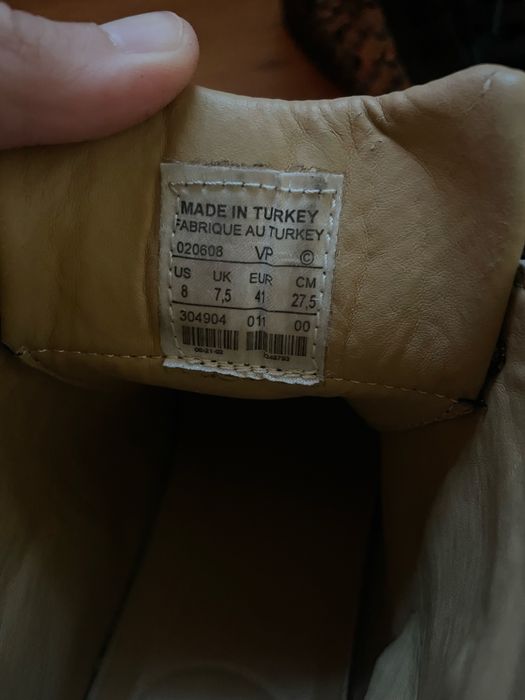 MADE IN TURKEY
FABRIQUE AU TURKEY
020608 VP ©
US UK EUR CM
8 7,5 41 27,5
304904 011 00